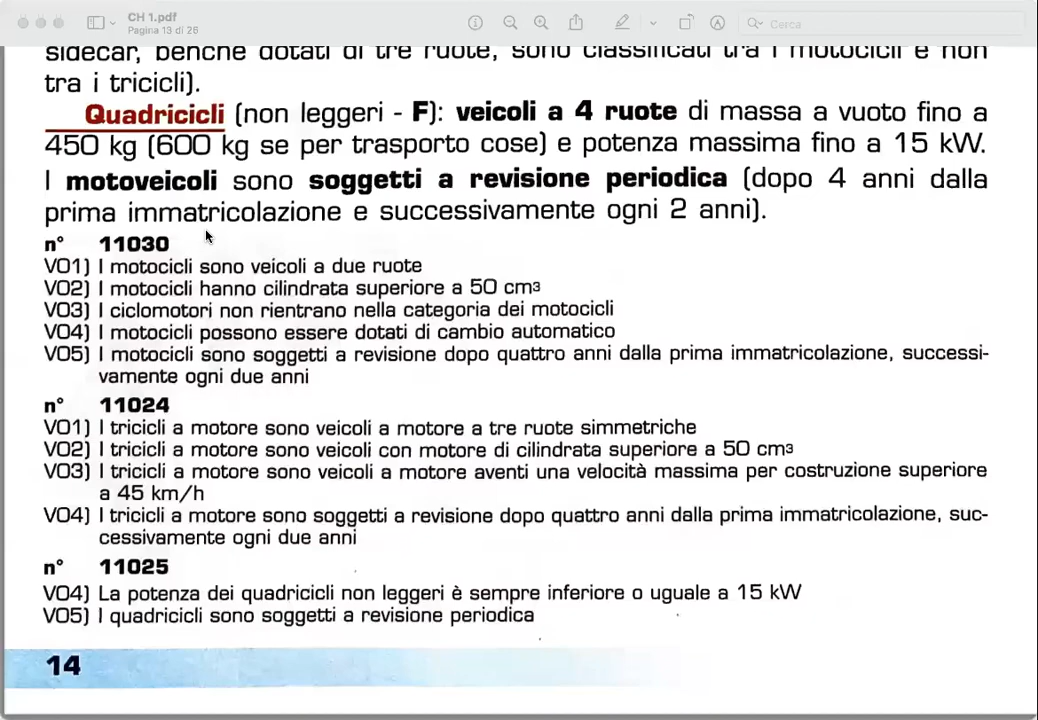 CH 1.pdf
Pagina 13 di 26
Cerca
sidecar, benché dotati di tre ruote, sono classificati tra i motocicli e non
tra i tricicli).
Quadricicli (non leggeri - F): veicoli a 4 ruote di massa a vuoto fino a
450 kg (600 kg se per trasporto cose) e potenza massima fino a 15 kW.
I motoveicoli sono soggetti a revisione periodica (dopo 4 anni dalla
prima immatricolazione e successivamente ogni 2 anni).
n° 11030
V01) I motocicli sono veicoli a due ruote
V02) I motocicli hanno cilindrata superiore a 50 cm³
V03) I ciclomotori non rientrano nella categoria dei motocicli
V04) I motocicli possono essere dotati di cambio automatico
V05) I motocicli sono soggetti a revisione dopo quattro anni dalla prima immatricolazione, successi-
vamente ogni due anni
n° 11024
V01) I tricicli a motore sono veicoli a motore a tre ruote simmetriche
V02) I tricicli a motore sono veicoli con motore di cilindrata superiore a 50 cm³
V03) I tricicli a motore sono veicoli a motore aventi una velocità massima per costruzione superiore
a 45 km/h
V04) I tricicli a motore sono soggetti a revisione dopo quattro anni dalla prima immatricolazione, suc-
cessivamente ogni due anni
n° 11025
V04) La potenza dei quadricicli non leggeri è sempre inferiore o uguale a 15 kW
V05) I quadricicli sono soggetti a revisione periodica
14